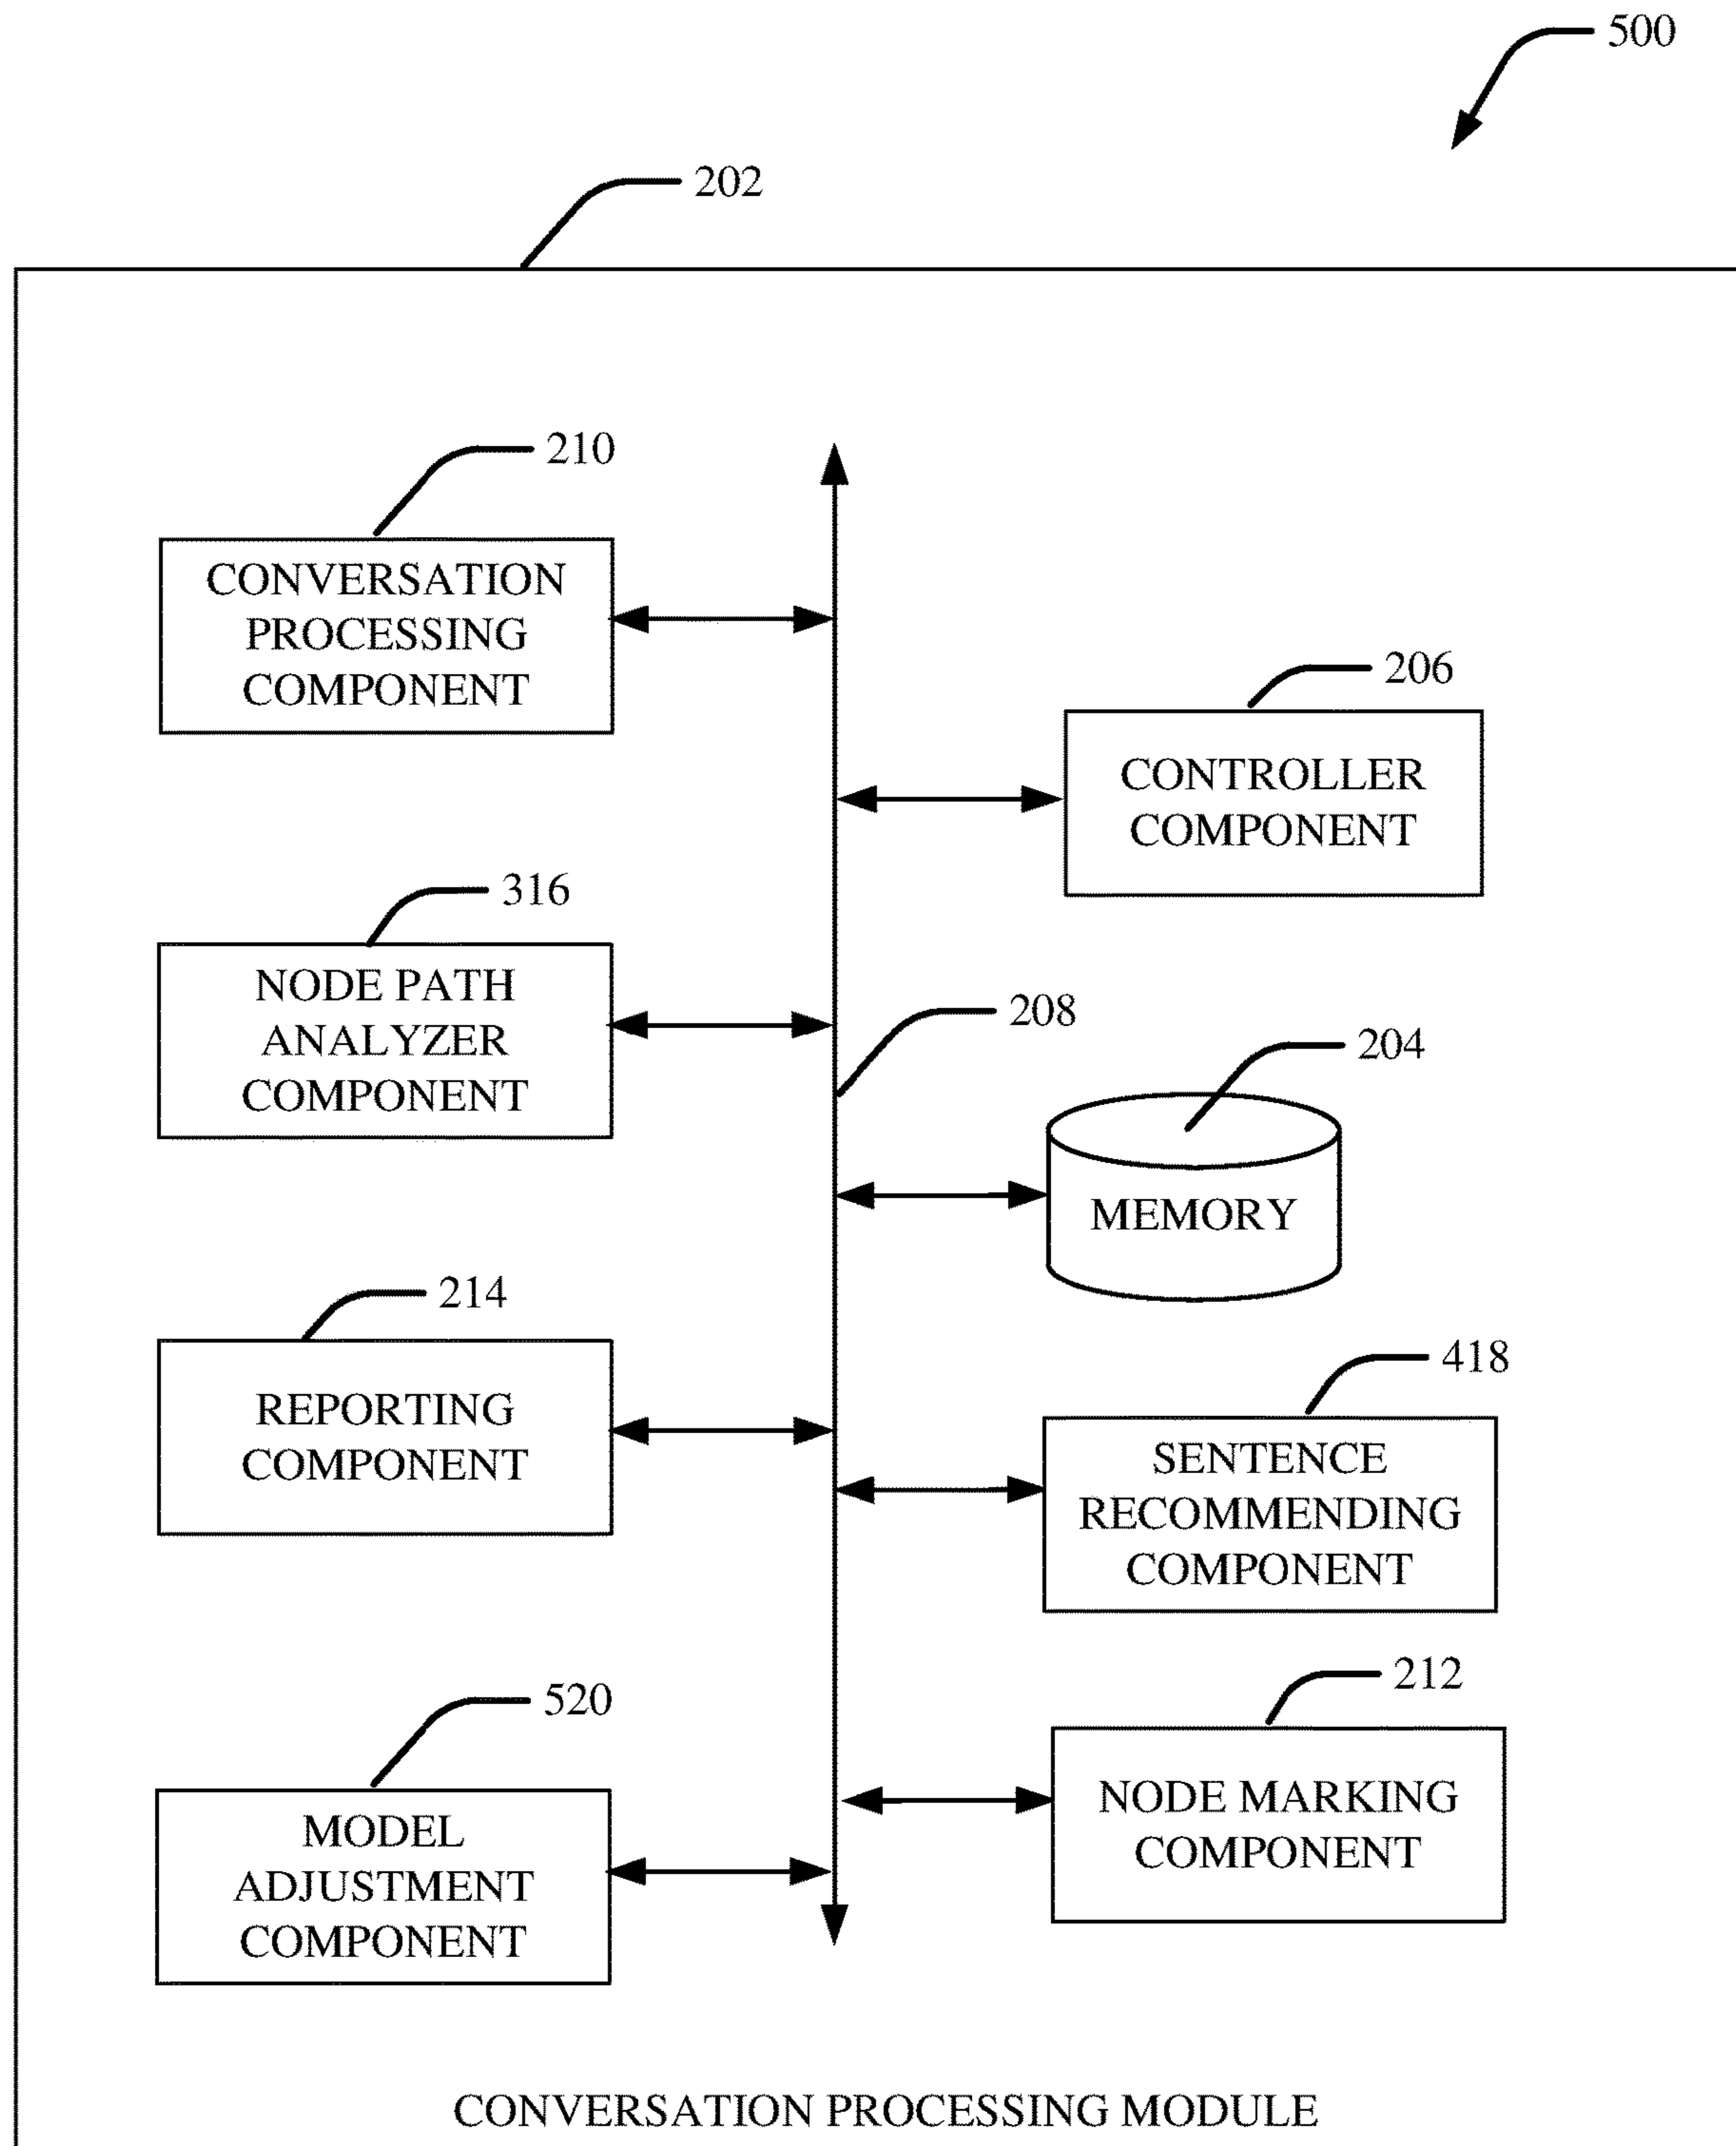 500
202
210
CONVERSATION
PROCESSING
COMPONENT
206
CONTROLLER
COMPONENT
316
NODE PATH
ANALYZER
COMPONENT
208
204
MEMORY
214
REPORTING
COMPONENT
418
SENTENCE
RECOMMENDING
COMPONENT
520
MODEL
ADJUSTMENT
COMPONENT
212
NODE MARKING
COMPONENT
CONVERSATION PROCESSING MODULE